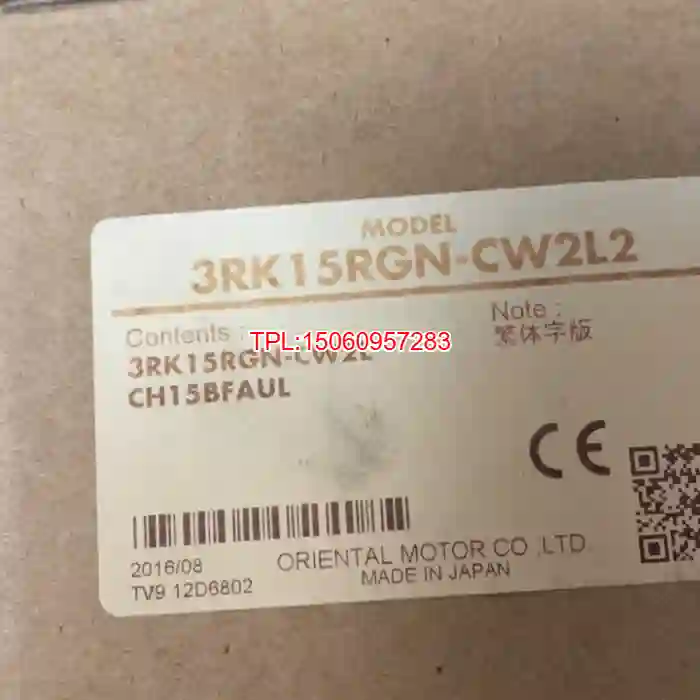 MODEL
3RK15RGN-CW2L2
Contents :
Note :
繁体字版
TPL:15060957283
3RK15RGN-CW2L
CH15BFAUL
CE
2016/08
TV9 12D6802
ORIENTAL MOTOR CO.,LTD.
MADE IN JAPAN